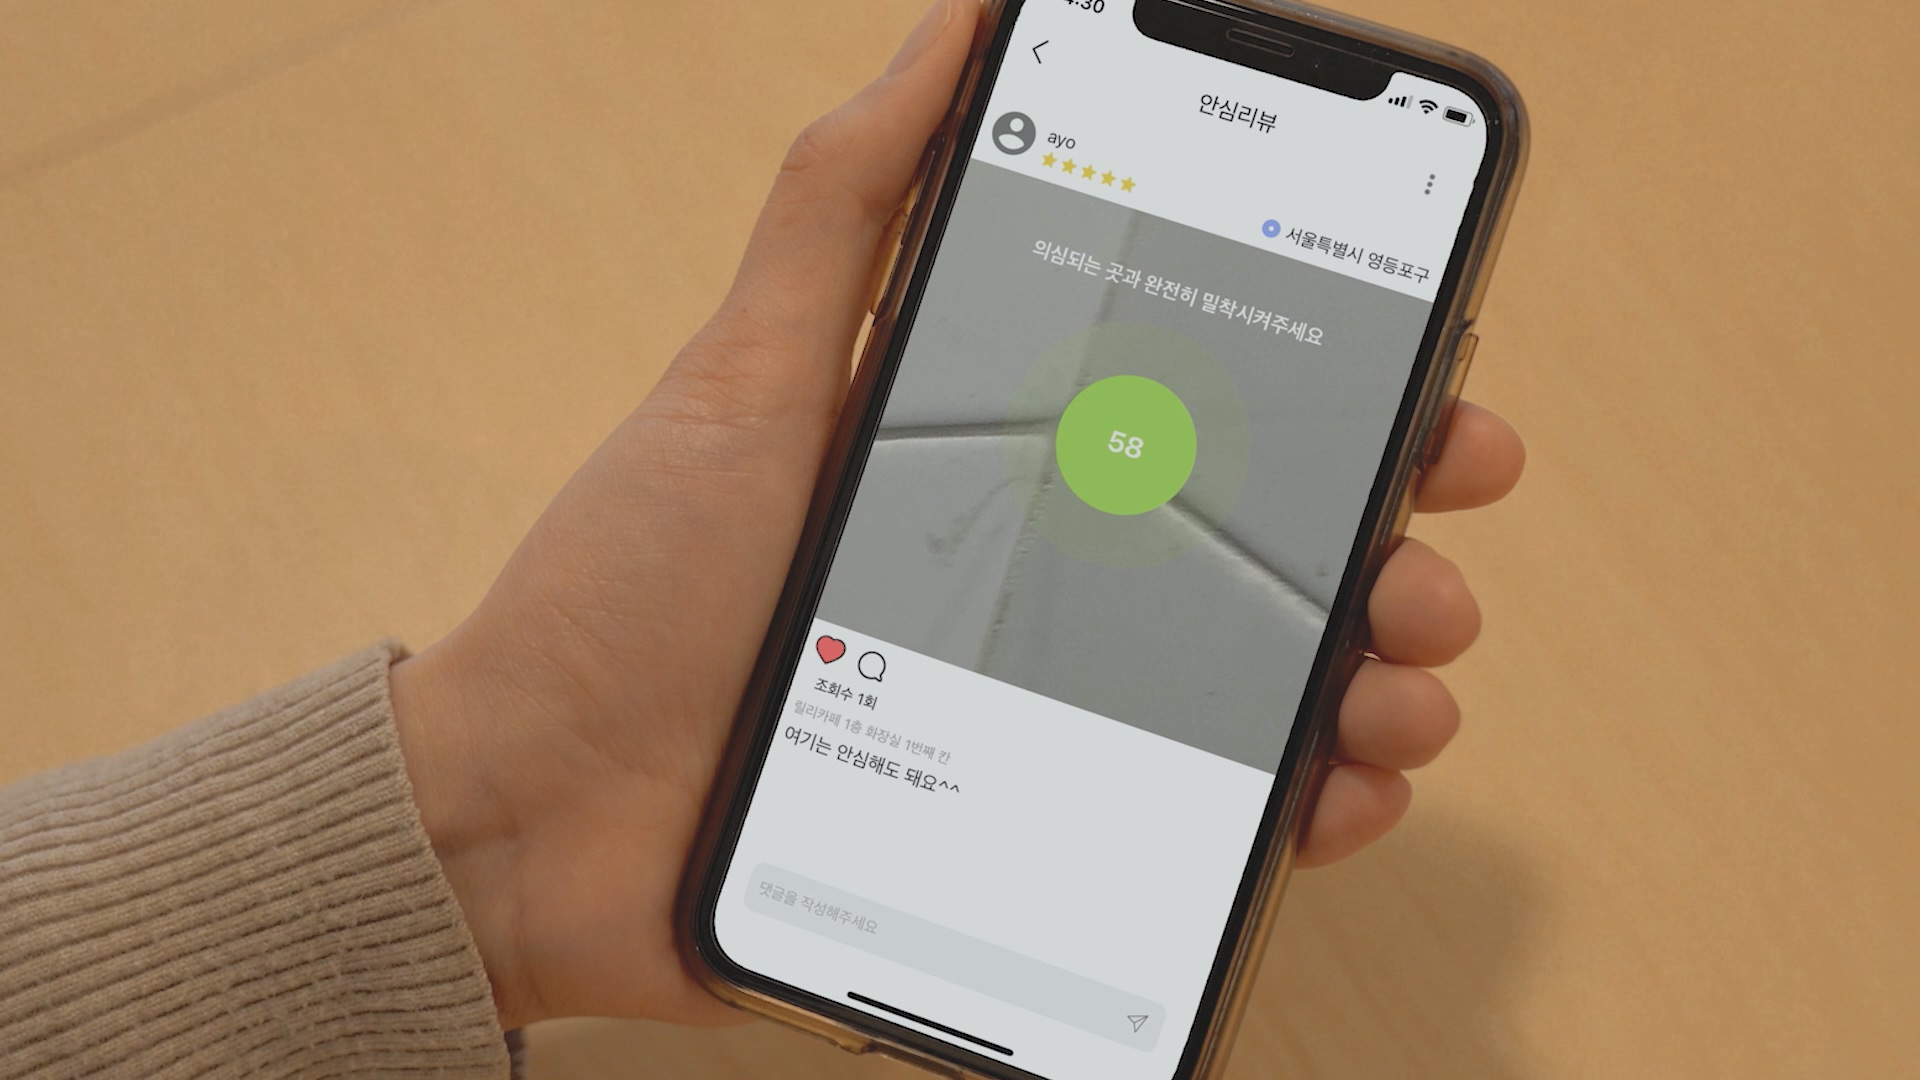 4:30
안심리뷰
ayo
서울특별시 영등포구
의심되는 곳과 완전히 밀착시켜주세요
58
조회수 1회
릴리카페 1층 화장실 1번째 칸
여기는 안심해도 돼요^^
댓글을 작성해주세요